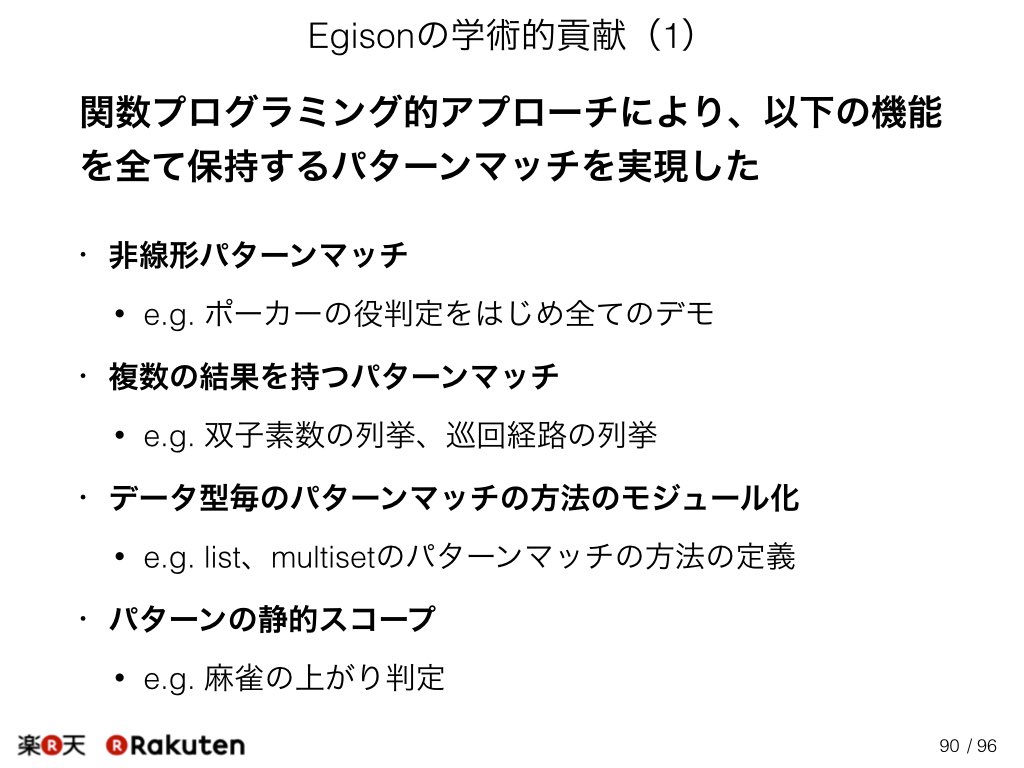 Egisonの学術的貢献（1）
関数プログラミング的アプローチにより、以下の機能
を全て保持するパターンマッチを実現した
・ 非線形パターンマッチ
• e.g. ポーカーの役判定をはじめ全てのデモ
・ 複数の結果を持つパターンマッチ
• e.g. 双子素数の列挙、巡回経路の列挙
・ データ型毎のパターンマッチの方法のモジュール化
• e.g. list、multisetのパターンマッチの方法の定義
・ パターンの静的スコープ
• e.g. 麻雀の上がり判定
楽R天 R Rakuten
90 / 96